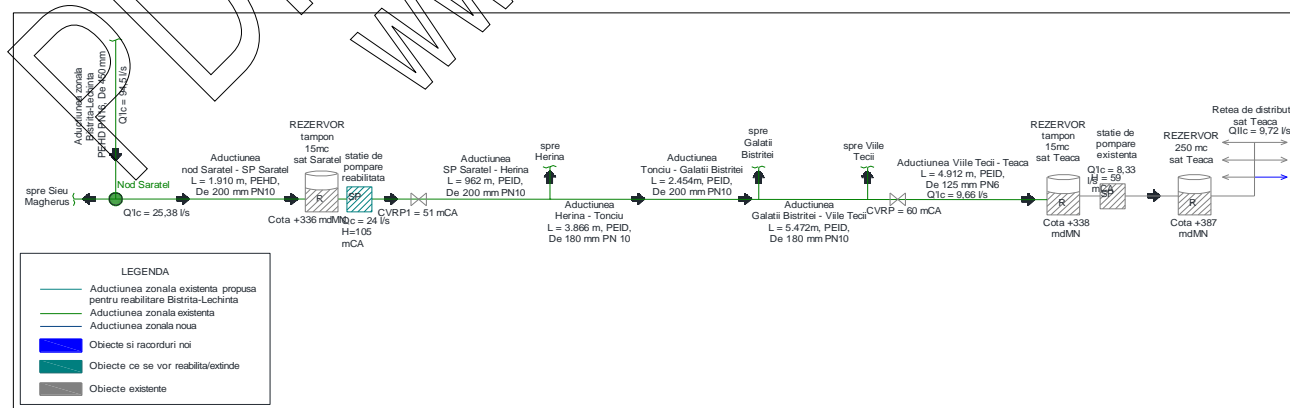 Aductiunea zonala
Bistrita-Lechinta
PEHD PN16, De 450 mm
Q'Ic = 94,5 l/s
spre Sieu
Magherus
Nod Saratel
Q'Ic = 25,38 l/s
Aductiunea
nod Saratel - SP Saratel
L = 1.910 m, PEHD,
De 200 mm PN10
REZERVOR
tampon
15mc
sat Saratel
R
Cota +336 mdMN
statie de
pompare
reabilitata
SP
Qc = 24 l/s
H=105
mCA
CVRP1 = 51 mCA
Aductiunea
SP Saratel - Herina
L = 962 m, PEID,
De 200 mm PN10
spre
Herina
Aductiunea
Herina - Tonciu
L = 3.866 m, PEID,
De 180 mm PN 10
Aductiunea
Tonciu - Galatii Bistritei
L = 2.454m, PEID,
De 200 mm PN10
spre
Galatii
Bistritei
Aductiunea
Galatii Bistritei - Viile Tecii
L = 5.472m, PEID,
De 180 mm PN10
spre Viile
Tecii
CVRP = 60 mCA
Aductiunea Viile Tecii - Teaca
L = 4.912 m, PEID,
De 125 mm PN6
Q'1c = 9,66 l/s
REZERVOR
tampon
15mc
sat Teaca
R
Cota +338
mdMN
statie de
pompare
existenta
Q'1c = 8,33
l/s
H = 59
mCA
SP
REZERVOR
250 mc
sat Teaca
R
Cota +387
mdMN
Retea de distributi
sat Teaca
QIIc = 9,72 l/s
LEGENDA
Aductiunea zonala existenta propusa
pentru reabilitare Bistrita-Lechinta
Aductiunea zonala existenta
Aductiunea zonala noua
Obiecte si racorduri noi
Obiecte ce se vor reabilita/extinde
Obiecte existente